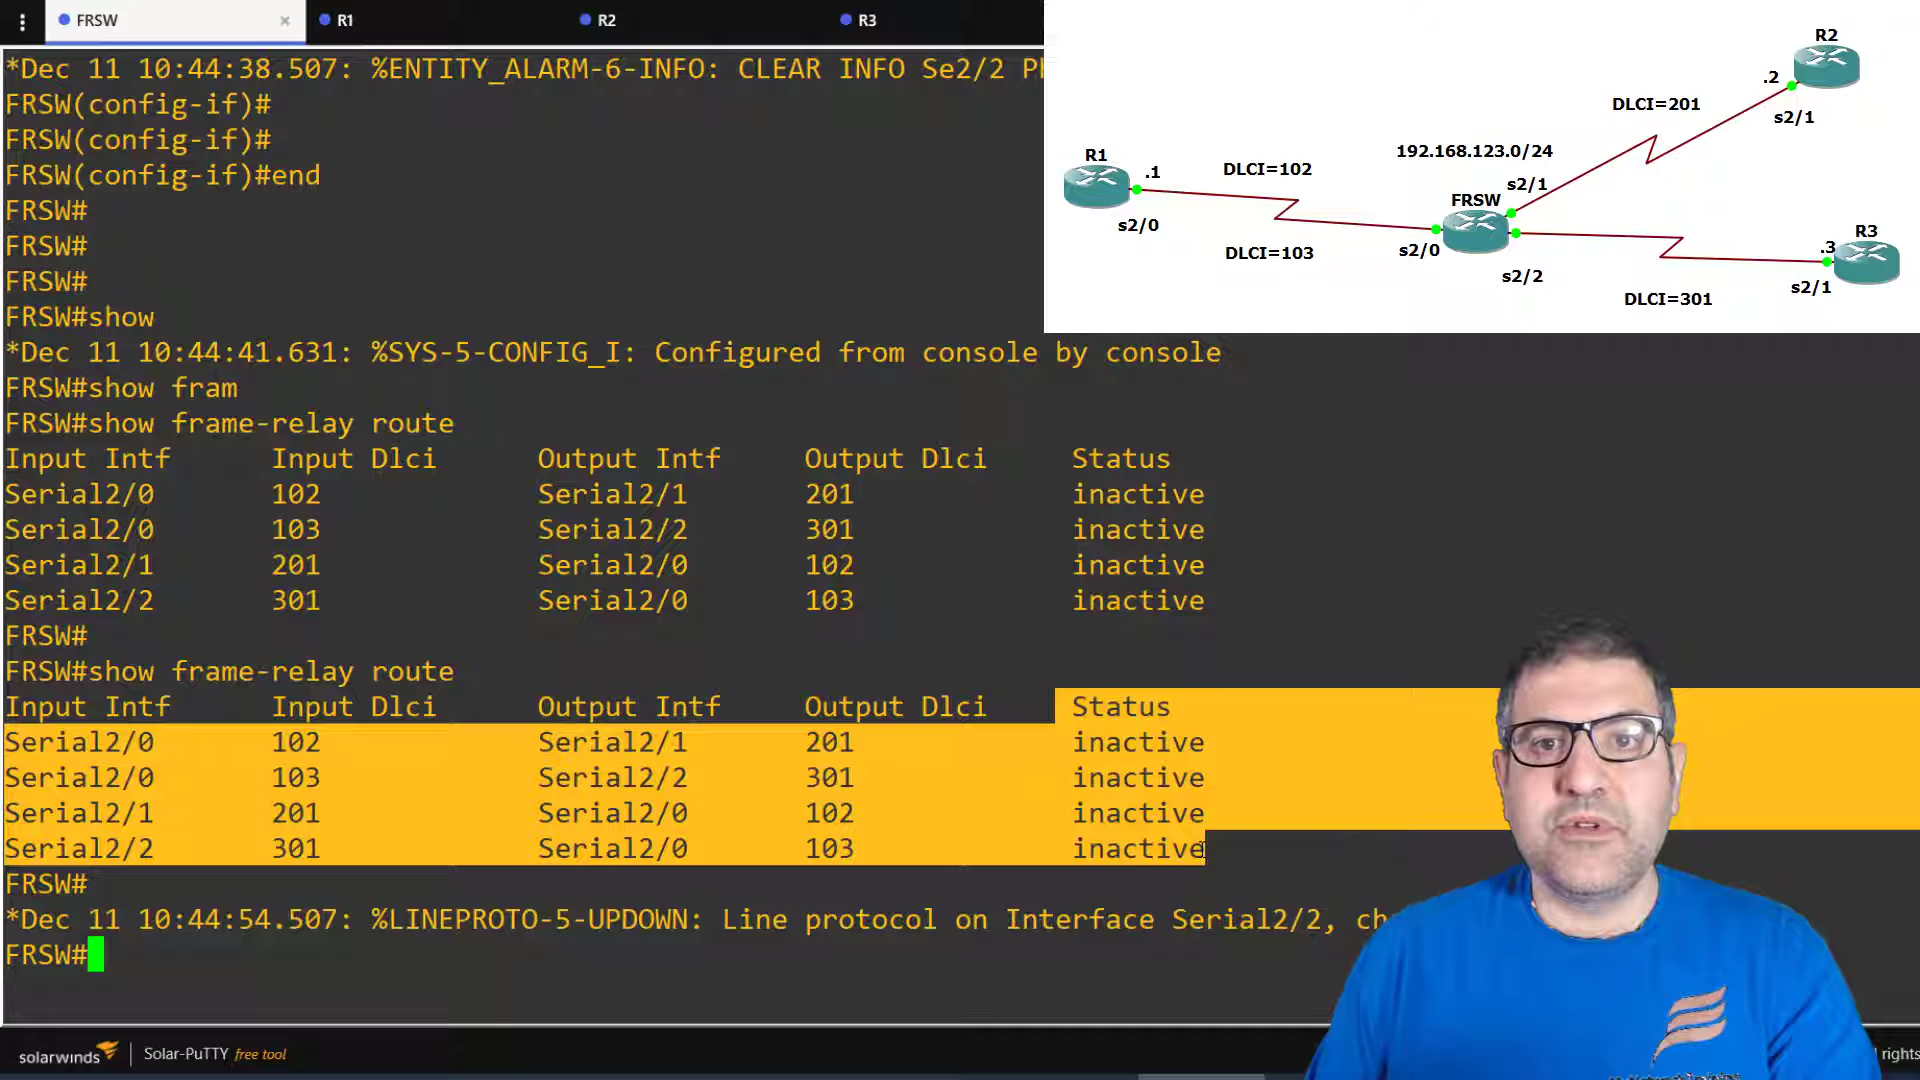 FRSW
R1
R2
R3
*Dec 11 10:44:38.507: %ENTITY_ALARM-6-INFO: CLEAR INFO Se2/2
FRSW(config-if)#
FRSW(config-if)#
FRSW(config-if)#end
FRSW#
FRSW#
FRSW#
FRSW#show
*Dec 11 10:44:41.631: %SYS-5-CONFIG_I: Configured from console by console
FRSW#show fram
FRSW#show frame-relay route
Input Intf Input Dlci Output Intf Output Dlci Status
Serial2/0 102 Serial2/1 201 inactive
Serial2/0 103 Serial2/2 301 inactive
Serial2/1 201 Serial2/0 102 inactive
Serial2/2 301 Serial2/0 103 inactive
FRSW#
FRSW#show frame-relay route
Input Intf Input Dlci Output Intf Output Dlci Status
Serial2/0 102 Serial2/1 201 inactive
Serial2/0 103 Serial2/2 301 inactive
Serial2/1 201 Serial2/0 102 inactive
Serial2/2 301 Serial2/0 103 inactive
FRSW#
*Dec 11 10:44:54.507: %LINEPROTO-5-UPDOWN: Line protocol on Interface Serial2/2, ch
FRSW#
R2
.2
DLCI=201
s2/1
192.168.123.0/24
R1
.1
DLCI=102
s2/1
FRSW
s2/0
DLCI=103
s2/0
s2/2
R3
.3
s2/1
DLCI=301
solarwinds
Solar-PuTTY free tool
rights